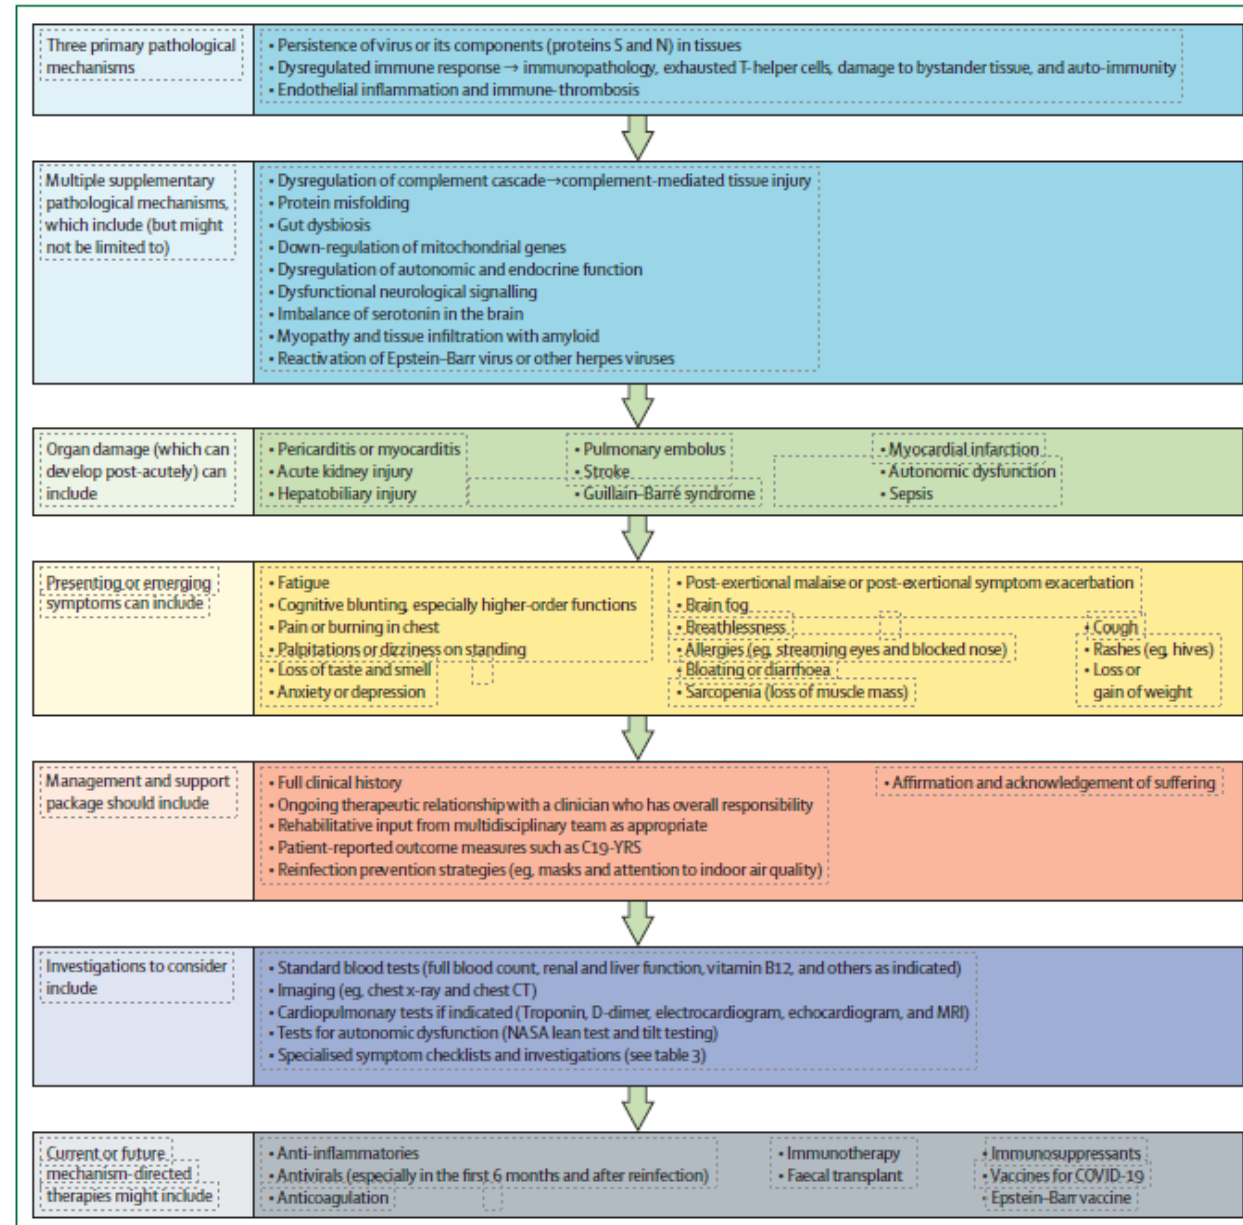 Three primary pathological
mechanisms
• Persistence of virus or its components (proteins S and N) in tissues
• Dysregulated immune response → immunopathology, exhausted T-helper cells, damage to bystander tissue, and auto-immunity
• Endothelial inflammation and immune-thrombosis
Multiple supplementary
pathological mechanisms,
which include (but might
not be limited to)
• Dysregulation of complement cascade→complement-mediated tissue injury
• Protein misfolding
• Gut dysbiosis
• Down-regulation of mitochondrial genes
• Dysregulation of autonomic and endocrine function
• Dysfunctional neurological signalling
• Imbalance of serotonin in the brain
• Myopathy and tissue infiltration with amyloid
• Reactivation of Epstein–Barr virus or other herpes viruses
Organ damage (which can
develop post-acutely) can
include
• Pericarditis or myocarditis
• Acute kidney injury
• Hepatobiliary injury
• Pulmonary embolus
• Stroke
• Guillain–Barré syndrome
• Myocardial infarction
• Autonomic dysfunction
• Sepsis
Presenting or emerging
symptoms can include
• Fatigue
• Cognitive blunting, especially higher-order functions
• Pain or burning in chest
• Palpitations or dizziness on standing
• Loss of taste and smell
• Anxiety or depression
• Post-exertional malaise or post-exertional symptom exacerbation
• Brain fog
• Breathlessness
• Allergies (eg, streaming eyes and blocked nose)
• Bloating or diarrhoea
• Sarcopenia (loss of muscle mass)
• Cough
• Rashes (eg, hives)
• Loss or
gain of weight
Management and support
package should include
• Full clinical history
• Ongoing therapeutic relationship with a clinician who has overall responsibility
• Rehabilitative input from multidisciplinary team as appropriate
• Patient-reported outcome measures such as C19-YRS
• Reinfection prevention strategies (eg, masks and attention to indoor air quality)
• Affirmation and acknowledgement of suffering
Investigations to consider
include
• Standard blood tests (full blood count, renal and liver function, vitamin B12, and others as indicated)
• Imaging (eg, chest x-ray and chest CT)
• Cardiopulmonary tests if indicated (Troponin, D-dimer, electrocardiogram, echocardiogram, and MRI)
• Tests for autonomic dysfunction (NASA lean test and tilt testing)
• Specialised symptom checklists and investigations (see table 3)
Current or future
mechanism-directed
therapies might include
• Anti-inflammatories
• Antivirals (especially in the first 6 months and after reinfection)
• Anticoagulation
• Immunotherapy
• Faecal transplant
• Immunosuppressants
• Vaccines for COVID-19
• Epstein–Barr vaccine